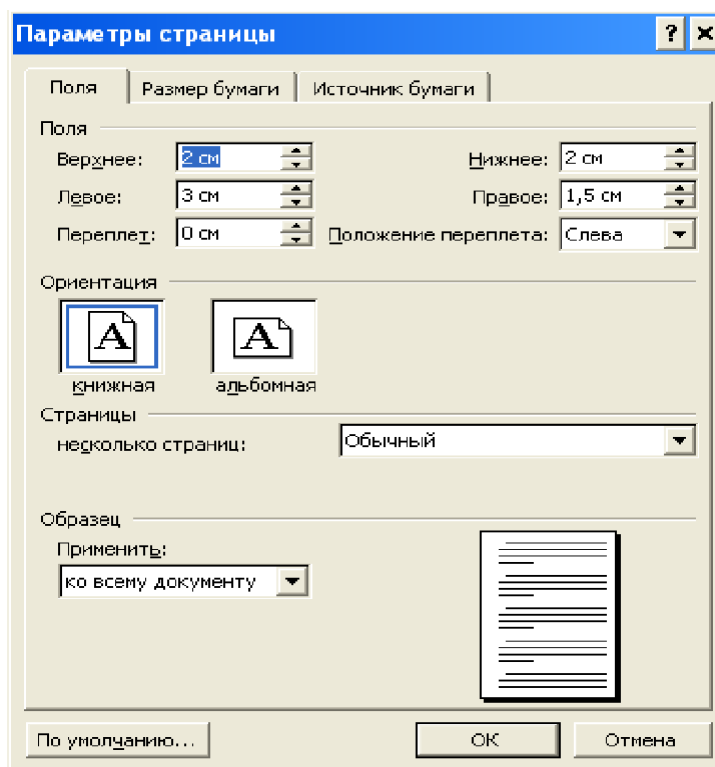 Параметры страницы
Поля Размер бумаги Источник бумаги
Поля
Верхнее: 2 см Нижнее: 2 см
Левое: 3 см Правое: 1,5 см
Переплет: 0 см Положение переплета: Слева
Ориентация
A A
книжная альбомная
Страницы
несколько страниц: Обычный
Образец
Применить:
ко всему документу
По умолчанию... ОК Отмена